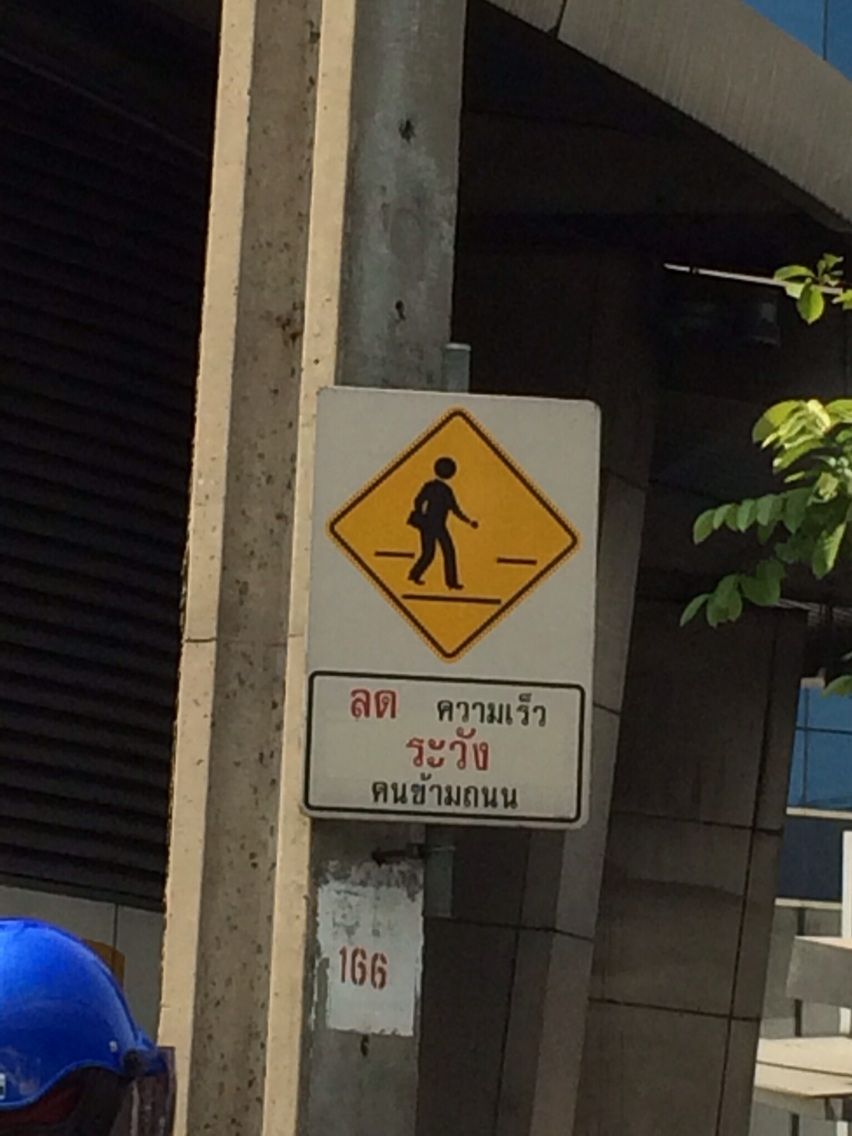 ลด ความเร็ว
ระวัง
คนข้ามถนน
166